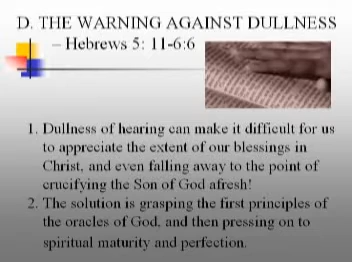 D. THE WARNING AGAINST DULLNESS
– Hebrews 5: 11-6:6
1. Dullness of hearing can make it difficult for us
to appreciate the extent of our blessings in
Christ, and even falling away to the point of
crucifying the Son of God afresh!
2. The solution is grasping the first principles of
the oracles of God, and then pressing on to
spiritual maturity and perfection.